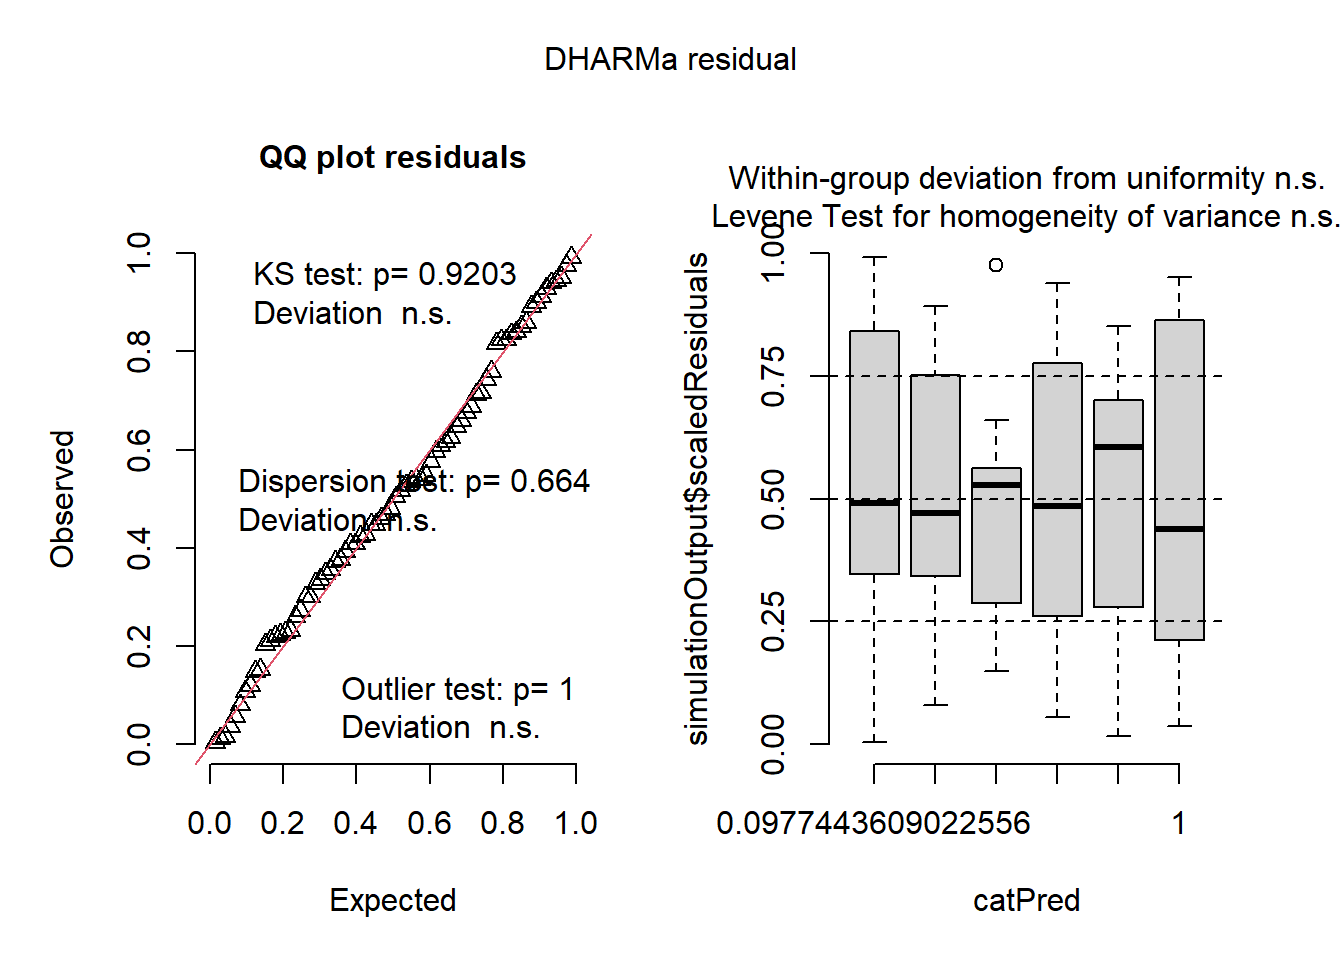 DHARMa residual
QQ plot residuals
KS test: p= 0.9203
Deviation  n.s.
Dispersion test: p= 0.664
Deviation  n.s.
Outlier test: p= 1
Deviation  n.s.
Observed
1.0
0.8
0.6
0.4
0.2
0.0
0.0 0.2 0.4 0.6 0.8 1.0
Expected
Within-group deviation from uniformity n.s.
Levene Test for homogeneity of variance n.s.
simulationOutput$scaledResiduals
1.00
0.75
0.50
0.25
0.00
0.0977443609022556 1
catPred